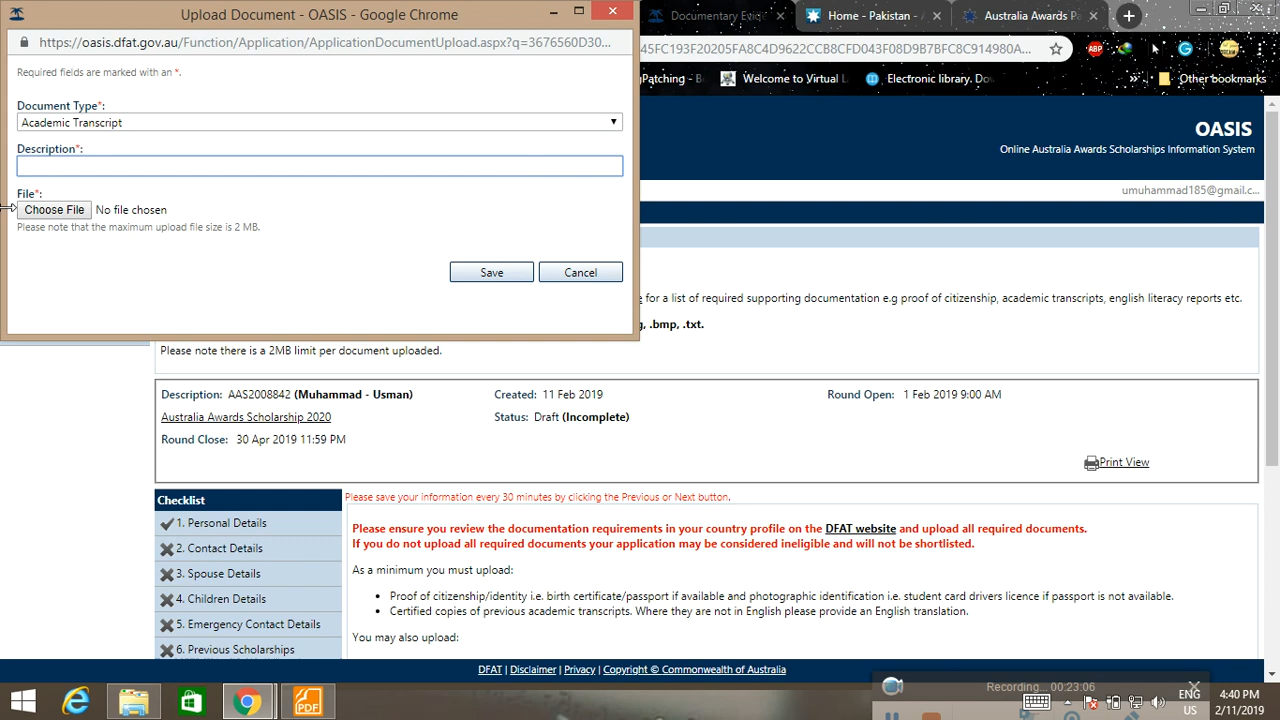 Upload Document - OASIS - Google Chrome
https://oasis.dfat.gov.au/Function/Application/ApplicationDocumentUpload.aspx?q=3676560D30...
Required fields are marked with an *.
Document Type*:
Academic Transcript
Description*:
File*:
Choose File No file chosen
Please note that the maximum upload file size is 2 MB.
Save Cancel
Documentary Evide
Home - Pakistan -
Australia Awards P
45FC193F20205FA8C4D9622CCB8CFD043F08D9B7BFC8C914980A...
ABP
gPatching - B
Welcome to Virtual L
Electronic library. Do
»
Other bookmarks
OASIS
Online Australia Awards Scholarships Information System
umuhammad185@gmail.c...
e for a list of required supporting documentation e.g proof of citizenship, academic transcripts, english literacy reports etc.
g, .bmp, .txt.
Please note there is a 2MB limit per document uploaded.
Description: AAS2008842 (Muhammad - Usman) Created: 11 Feb 2019 Round Open: 1 Feb 2019 9:00 AM
Australia Awards Scholarship 2020 Status: Draft (Incomplete)
Round Close: 30 Apr 2019 11:59 PM
Print View
Checklist
1. Personal Details
2. Contact Details
3. Spouse Details
4. Children Details
5. Emergency Contact Details
6. Previous Scholarships
Please save your information every 30 minutes by clicking the Previous or Next button.
Please ensure you review the documentation requirements in your country profile on the DFAT website and upload all required documents.
If you do not upload all required documents your application may be considered ineligible and will not be shortlisted.
As a minimum you must upload:
• Proof of citizenship/identity i.e. birth certificate/passport if available and photographic identification i.e. student card drivers licence if passport is not available.
• Certified copies of previous academic transcripts. Where they are not in English please provide an English translation.
You may also upload:
DFAT | Disclaimer | Privacy | Copyright © Commonwealth of Australia
Recording... 00:23:06
PDF
ENG
US
4:40 PM
2/11/2019